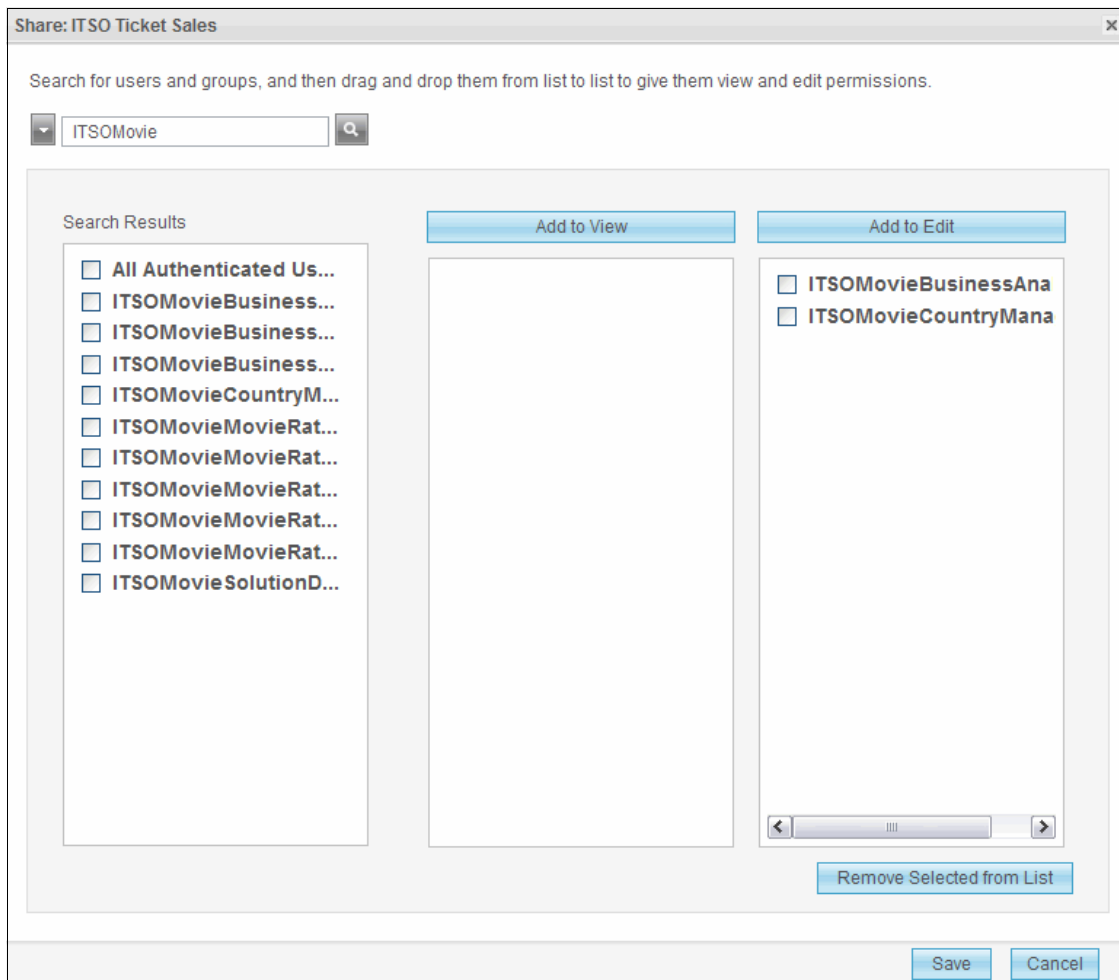 Share: ITSO Ticket Sales
Search for users and groups, and then drag and drop them from list to list to give them view and edit permissions.
ITSOMovie
Search Results
Add to View
Add to Edit
All Authenticated Us...
ITSOMovieBusiness...
ITSOMovieBusiness...
ITSOMovieBusiness...
ITSOMovieCountryM...
ITSOMovieMovieRat...
ITSOMovieMovieRat...
ITSOMovieMovieRat...
ITSOMovieMovieRat...
ITSOMovieMovieRat...
ITSOMovieSolutionD...
ITSOMovieBusinessAna
ITSOMovieCountryMana
Remove Selected from List
Save
Cancel